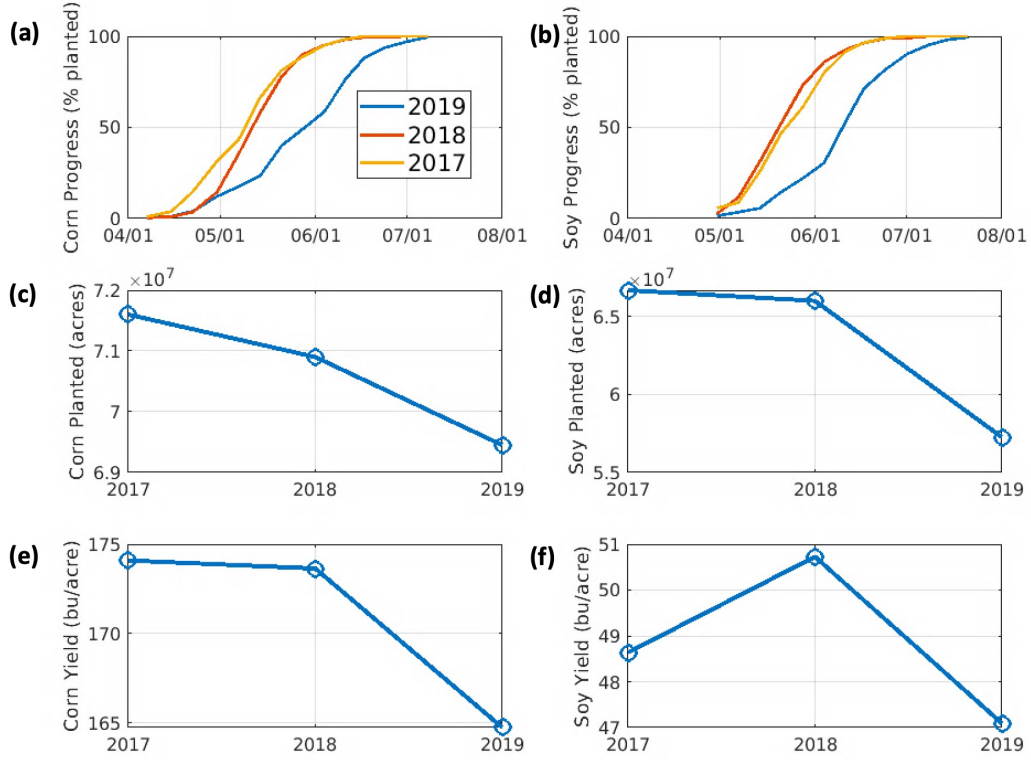 (a)
Corn Progress (% planted)
100
50
0
04/01 05/01 06/01 07/01 08/01
2019
2018
2017
(b)
Soy Progress (% planted)
100
50
0
04/01 05/01 06/01 07/01 08/01
(c)
Corn Planted (acres)
×10⁷
7.2
7.1
7
6.9
2017 2018 2019
(d)
Soy Planted (acres)
×10⁷
6.5
6
5.5
2017 2018 2019
(e)
Corn Yield (bu/acre)
175
170
165
2017 2018 2019
(f)
Soy Yield (bu/acre)
51
50
49
48
47
2017 2018 2019